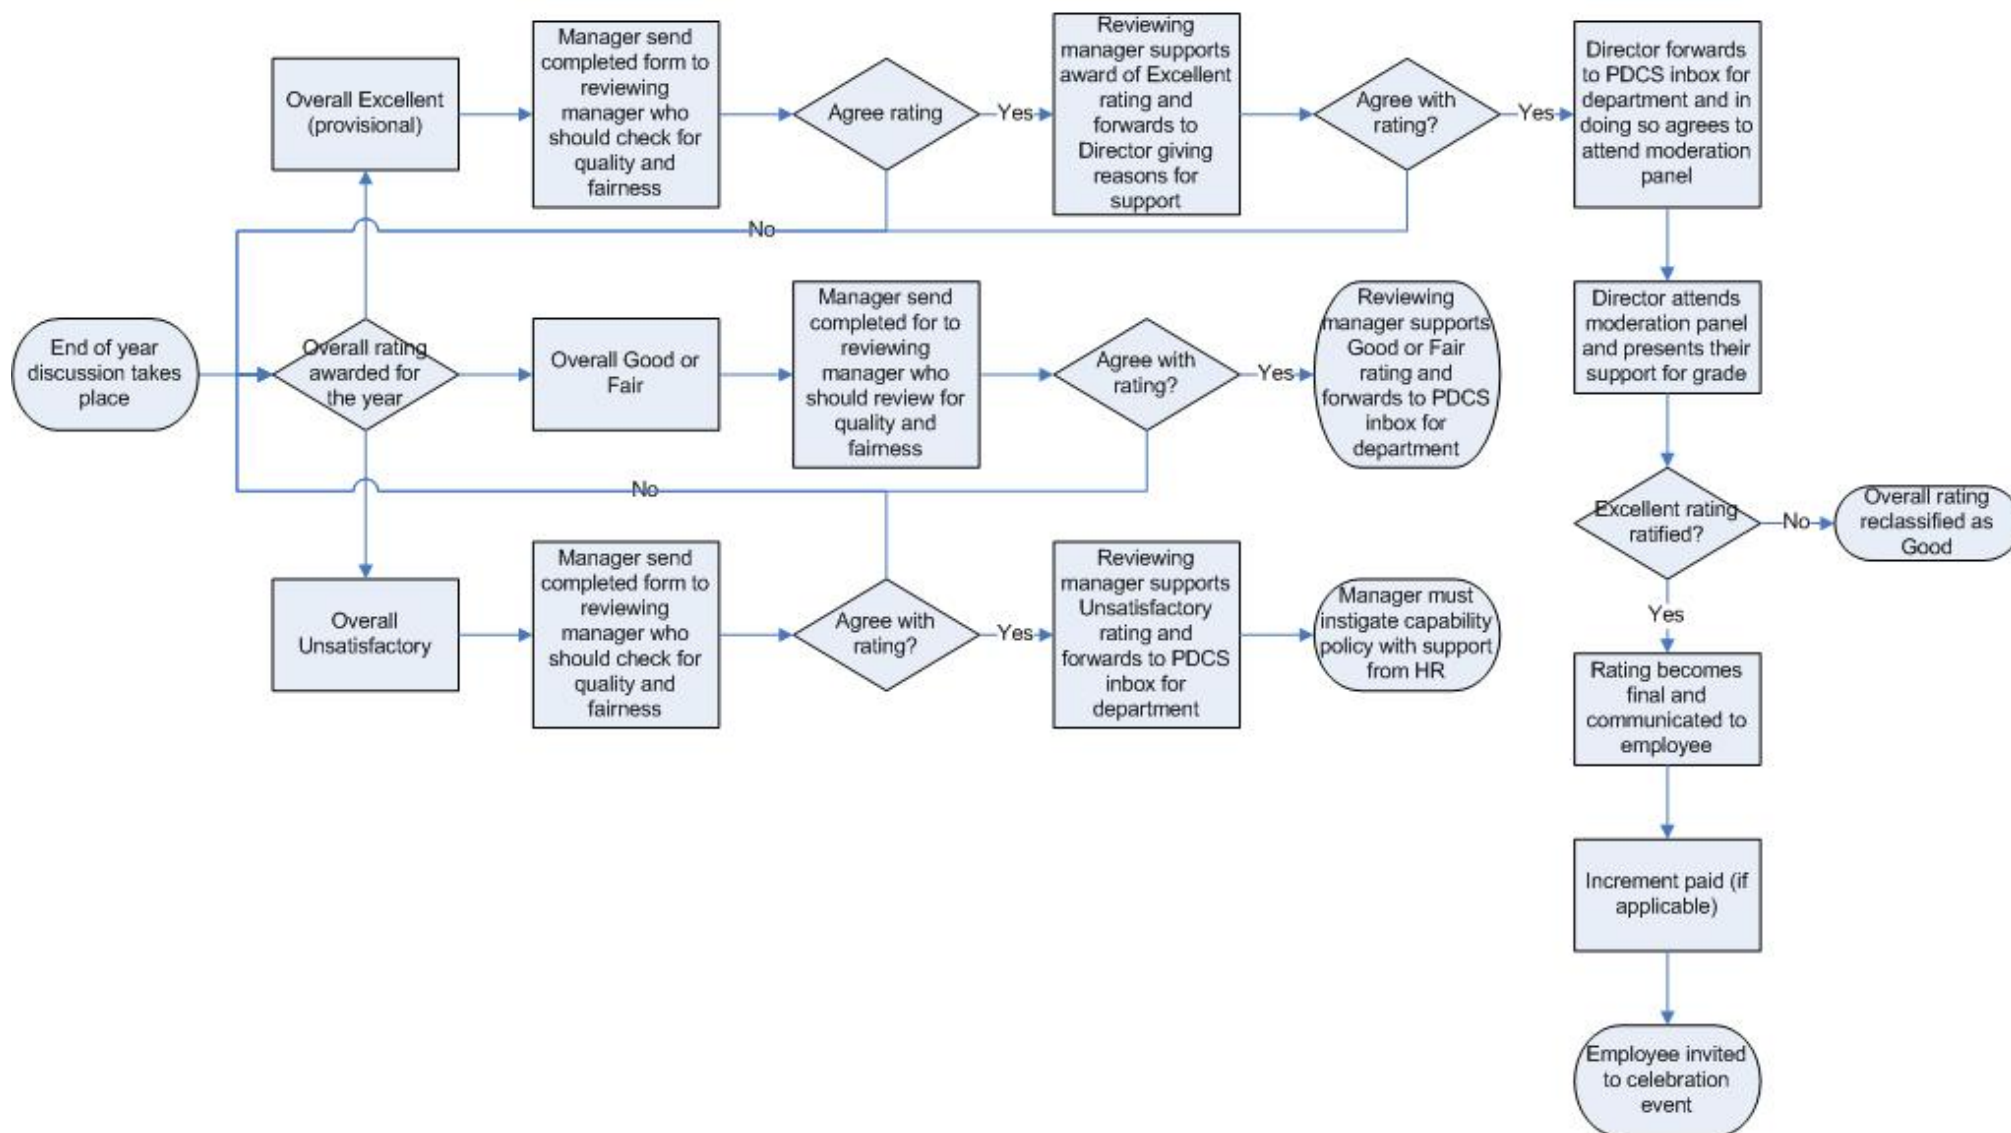 Overall Excellent
(provisional)
Manager send
completed form to
reviewing
manager who
should check for
quality and
fairness
Agree rating
Yes
Reviewing
manager supports
award of Excellent
rating and
forwards to
Director giving
reasons for
support
Agree with
rating?
Yes
Director forwards
to PDCS inbox for
department and in
doing so agrees to
attend moderation
panel
No
End of year
discussion takes
place
Overall rating
awarded for
the year
Overall Good or
Fair
Manager send
completed for to
reviewing
manager who
should review for
quality and
fairness
Agree with
rating?
Yes
Reviewing
manager supports
Good or Fair
rating and
forwards to PDCS
inbox for
department
Director attends
moderation panel
and presents their
support for grade
No
Excellent rating
ratified?
No
Overall rating
reclassified as
Good
Overall
Unsatisfactory
Manager send
completed form to
reviewing
manager who
should check for
quality and
fairness
Agree with
rating?
Yes
Reviewing
manager supports
Unsatisfactory
rating and
forwards to PDCS
inbox for
department
Manager must
instigate capability
policy with support
from HR
Yes
Rating becomes
final and
communicated to
employee
Increment paid (if
applicable)
Employee invited
to celebration
event